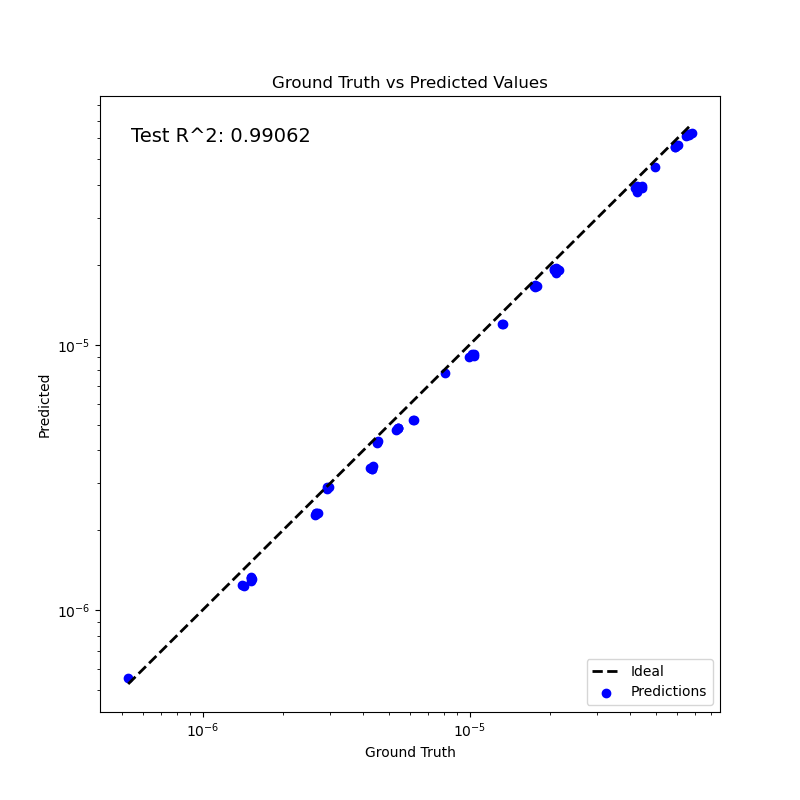 Ground Truth vs Predicted Values
Test R^2: 0.99062
10⁻⁵
10⁻⁶
Predicted
10⁻⁶
10⁻⁵
Ground Truth
Ideal
Predictions